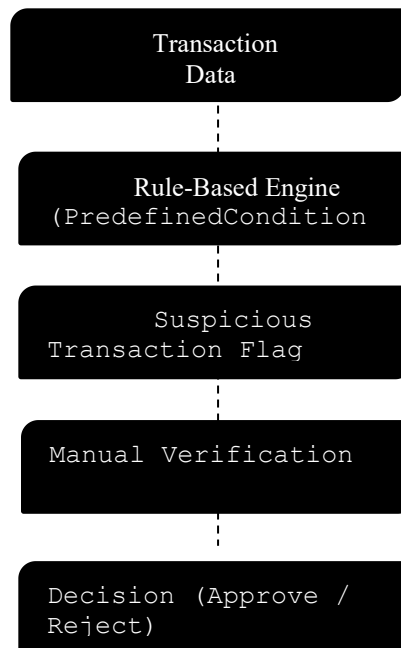 Transaction
Data
Rule-Based Engine
(PredefinedCondition
Suspicious
Transaction Flag
Manual Verification
Decision (Approve /
Reject)